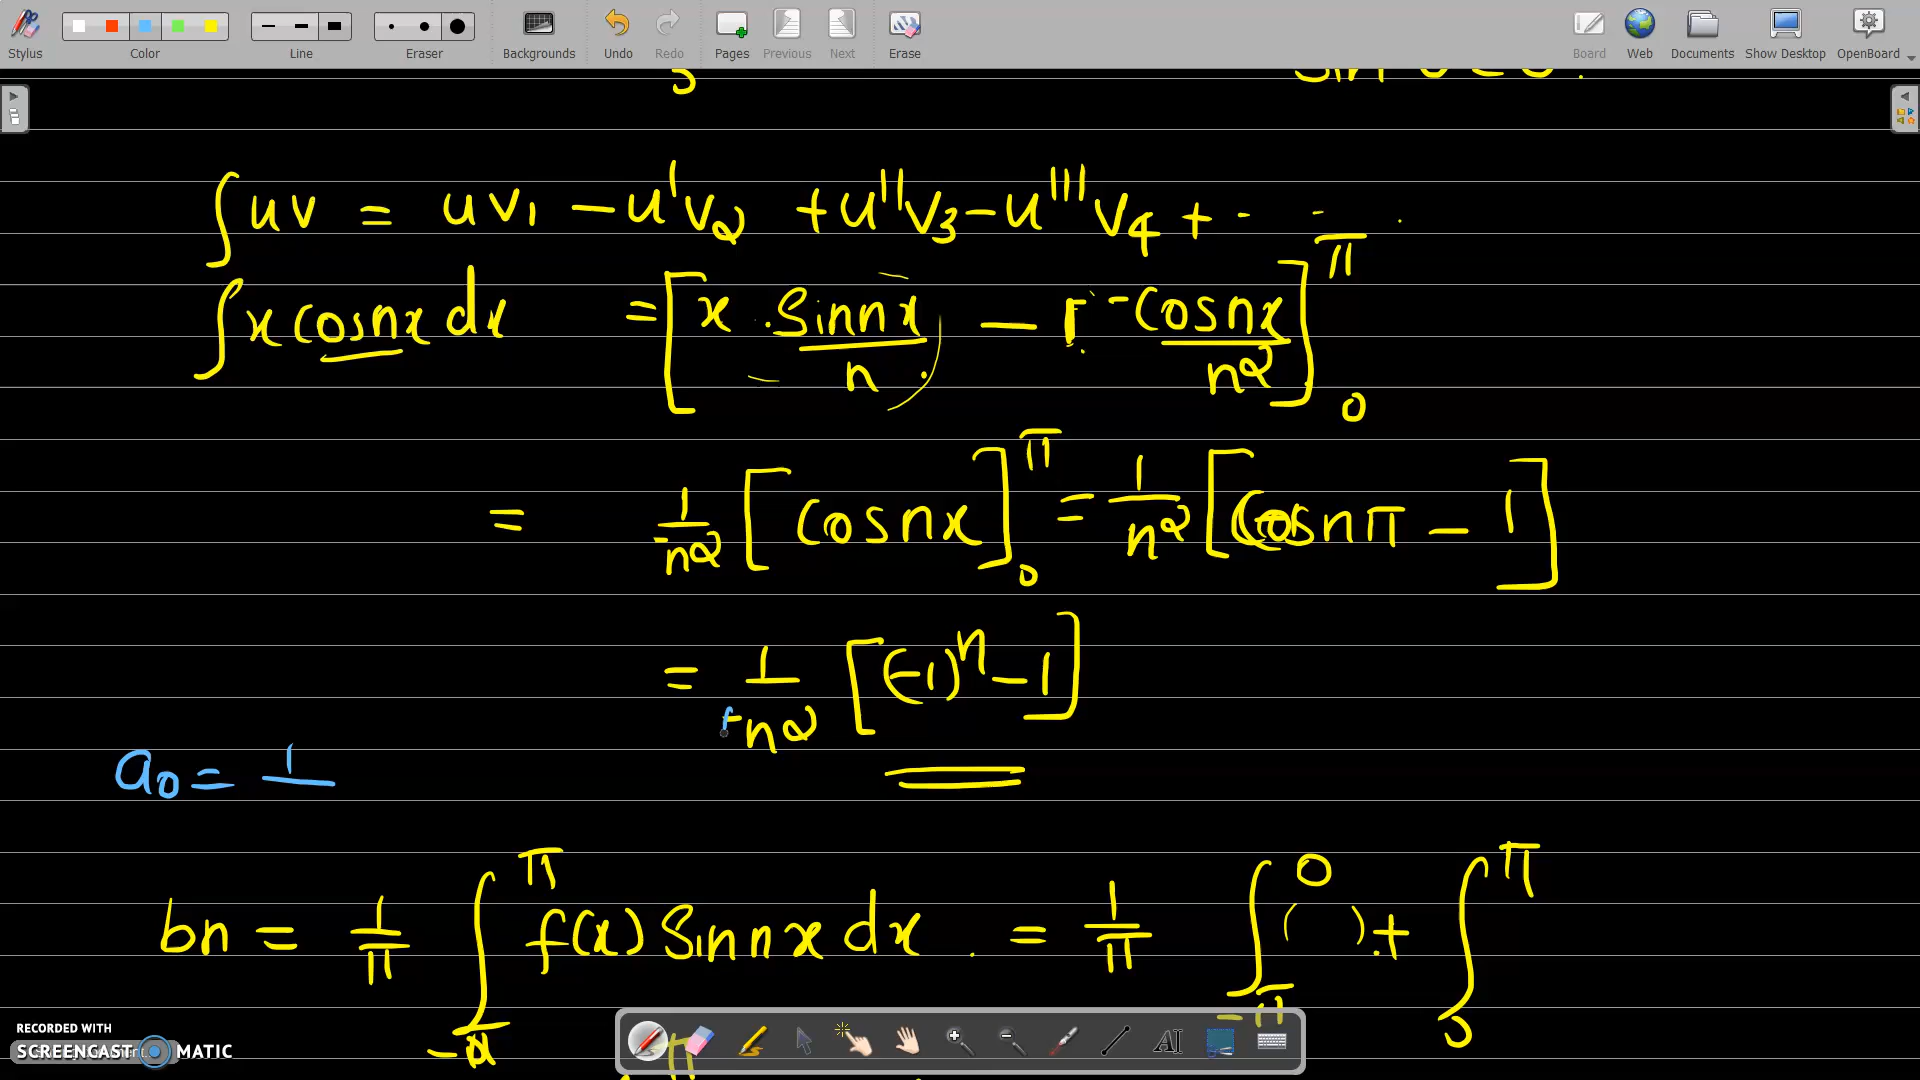 Stylus Color Line Eraser Backgrounds Undo Redo Pages Previous Next Erase Board Web Documents Show Desktop OpenBoard
∫ uv = uv₁ − u'v₂ + u''v₃ − u'''v₄ + - - .
∫ x cosnx dx = [x · Sinnx/n − (−Cosnx/n²)]₀^π
= 1/n² [Cosnx]₀^π = 1/n² [Cosnπ − 1]
= 1/n² [(-1)ⁿ − 1]
a₀ = 1
bn = 1/π ∫_{-π}^{π} f(x) Sinnx dx . = 1/π ∫_{-π}^{0} ( ) + ∫_{0}^{π}
RECORDED WITH
SCREENCAST MATIC